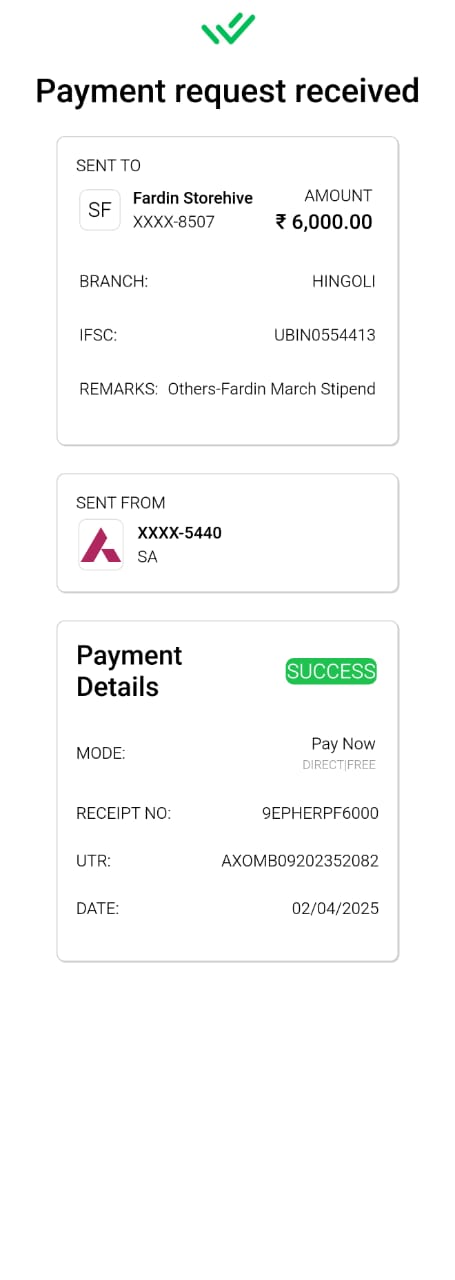 Payment request received
SENT TO
SF
Fardin Storehive
XXXX-8507
AMOUNT
₹ 6,000.00
BRANCH: HINGOLI
IFSC: UBIN0554413
REMARKS: Others-Fardin March Stipend
SENT FROM
XXXX-5440
SA
Payment
Details
SUCCESS
MODE: Pay Now
DIRECT|FREE
RECEIPT NO: 9EPHERPF6000
UTR: AXOMB09202352082
DATE: 02/04/2025